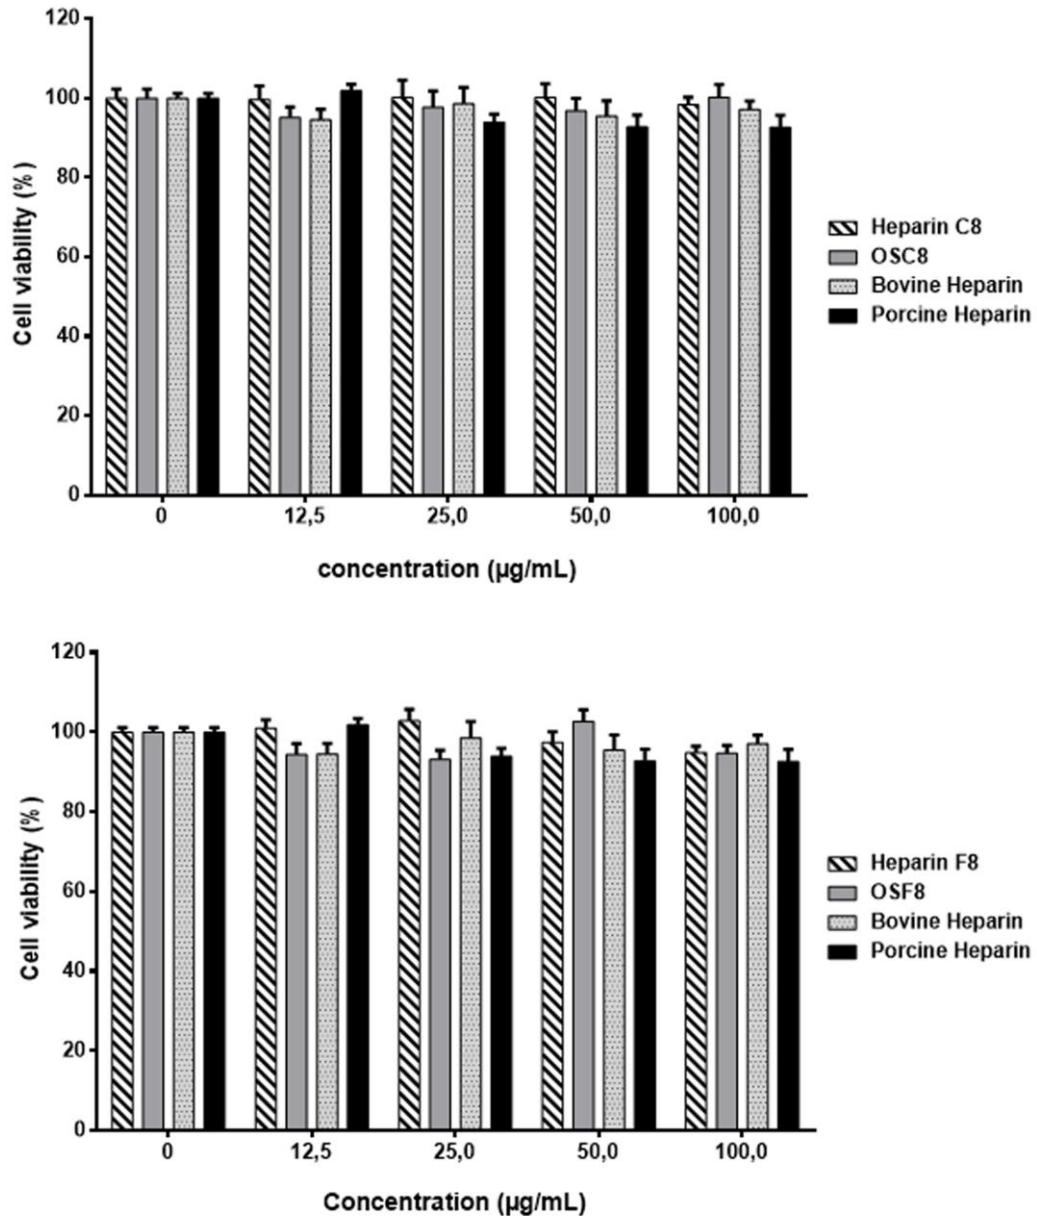 120
100
80
60
40
20
0
Cell viability (% )
0 12,5 25,0 50,0 100,0
concentration (µg/mL)
Heparin C8
OSC8
Bovine Heparin
Porcine Heparin
120
100
80
60
40
20
0
Cell viability (% )
0 12,5 25,0 50,0 100,0
Concentration (µg/mL)
Heparin F8
OSF8
Bovine Heparin
Porcine Heparin